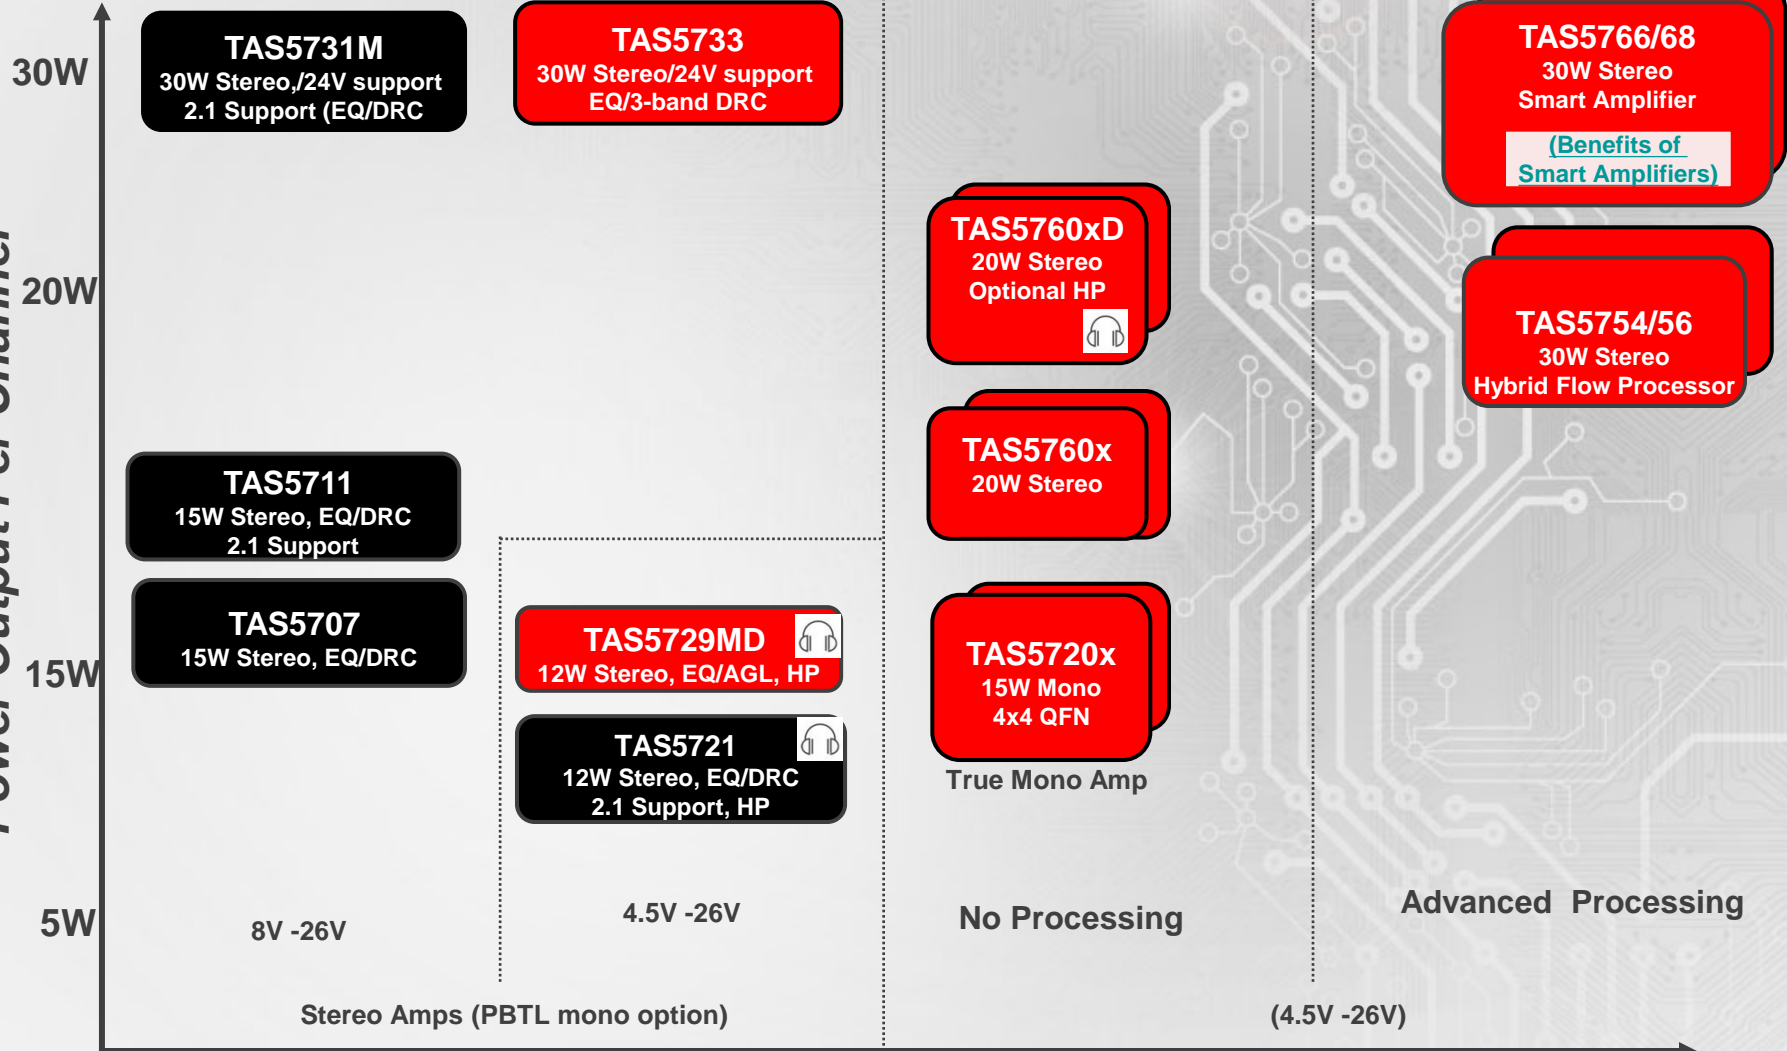 30W
20W
15W
5W
Power Output Per Channel
TAS5731M
30W Stereo,/24V support
2.1 Support (EQ/DRC
TAS5733
30W Stereo/24V support
EQ/3-band DRC
TAS5766/68
30W Stereo
Smart Amplifier
(Benefits of
Smart Amplifiers)
TAS5760xD
20W Stereo
Optional HP
TAS5754/56
30W Stereo
Hybrid Flow Processor
TAS5711
15W Stereo, EQ/DRC
2.1 Support
TAS5760x
20W Stereo
TAS5707
15W Stereo, EQ/DRC
TAS5729MD
12W Stereo, EQ/AGL, HP
TAS5720x
15W Mono
4x4 QFN
True Mono Amp
TAS5721
12W Stereo, EQ/DRC
2.1 Support, HP
8V -26V
4.5V -26V
No Processing
Advanced Processing
Stereo Amps (PBTL mono option)
(4.5V -26V)